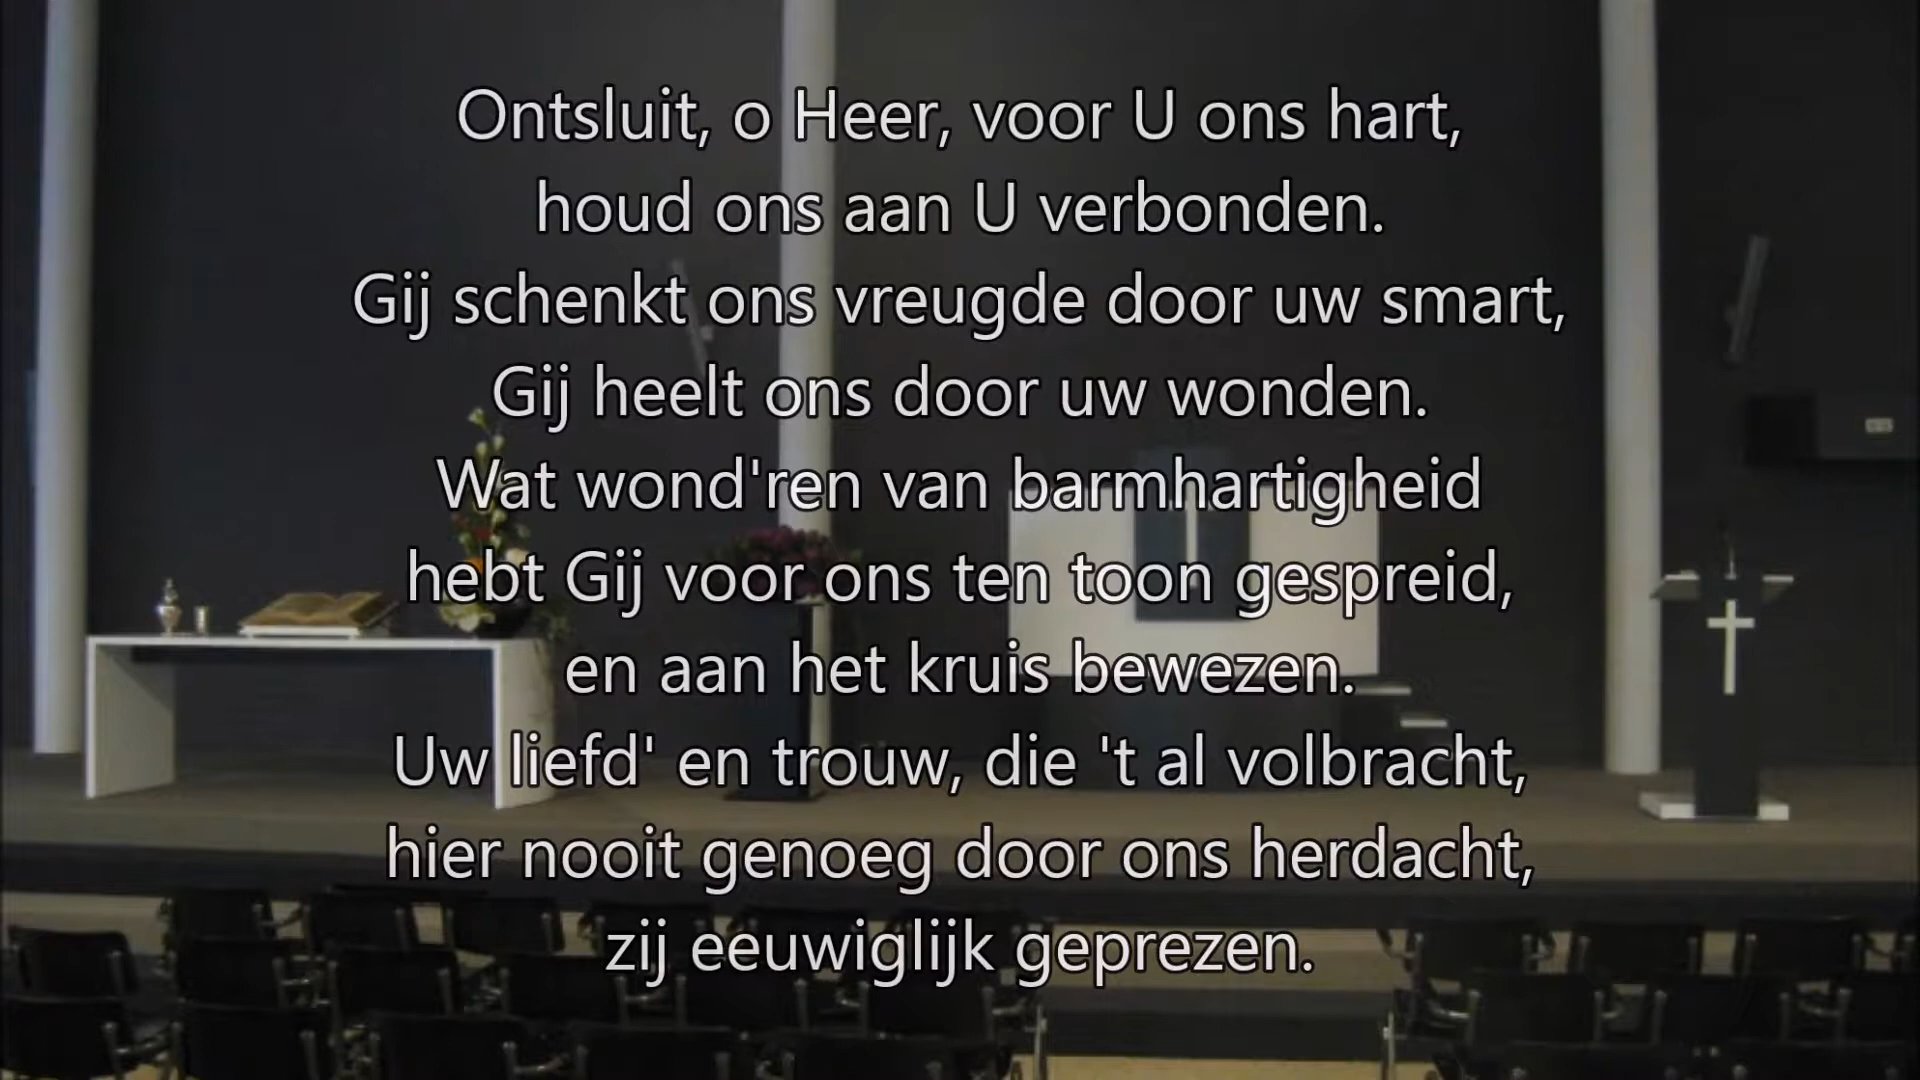 Ontsluit, o Heer, voor U ons hart,
houd ons aan U verbonden.
Gij schenkt ons vreugde door uw smart,
Gij heelt ons door uw wonden.
Wat wond'ren van barmhartigheid
hebt Gij voor ons ten toon gespreid,
en aan het kruis bewezen.
Uw liefd' en trouw, die 't al volbracht,
hier nooit genoeg door ons herdacht,
zij eeuwiglijk geprezen.